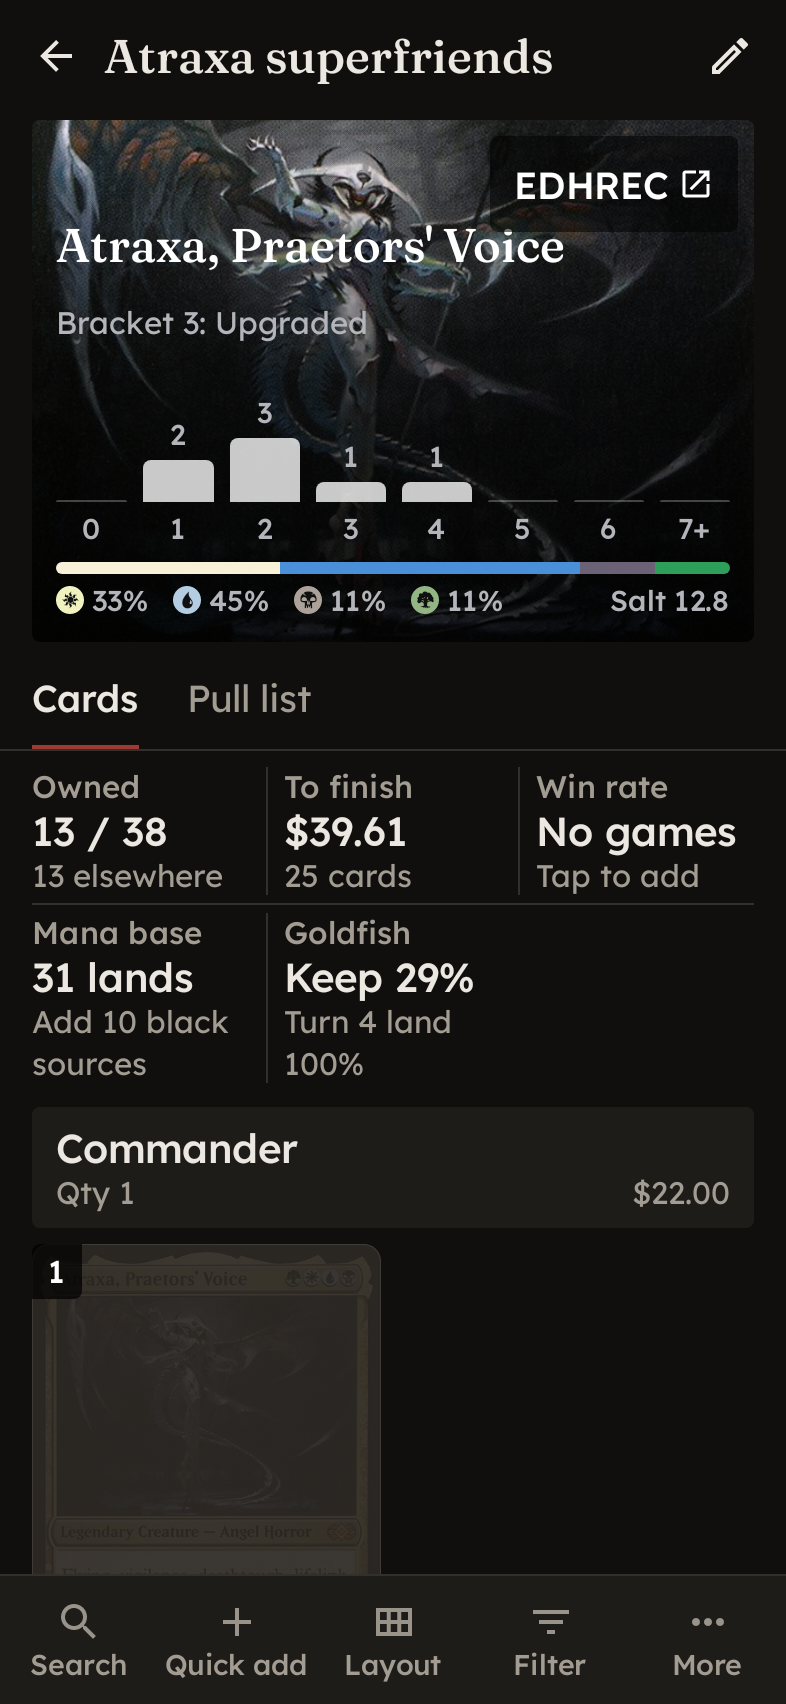 Atraxa superfriends
EDHREC
Atraxa, Praetors' Voice
Bracket 3: Upgraded
2 3 1 1
0 1 2 3 4 5 6 7+
33% 45% 11% 11% Salt 12.8
Cards Pull list
Owned
13 / 38
13 elsewhere
To finish
$39.61
25 cards
Win rate
No games
Tap to add
Mana base
31 lands
Add 10 black
sources
Goldfish
Keep 29%
Turn 4 land
100%
Commander
Qty 1 $22.00
1
Praetors' Voice
Legendary Creature — Angel Horror
Search Quick add Layout Filter More